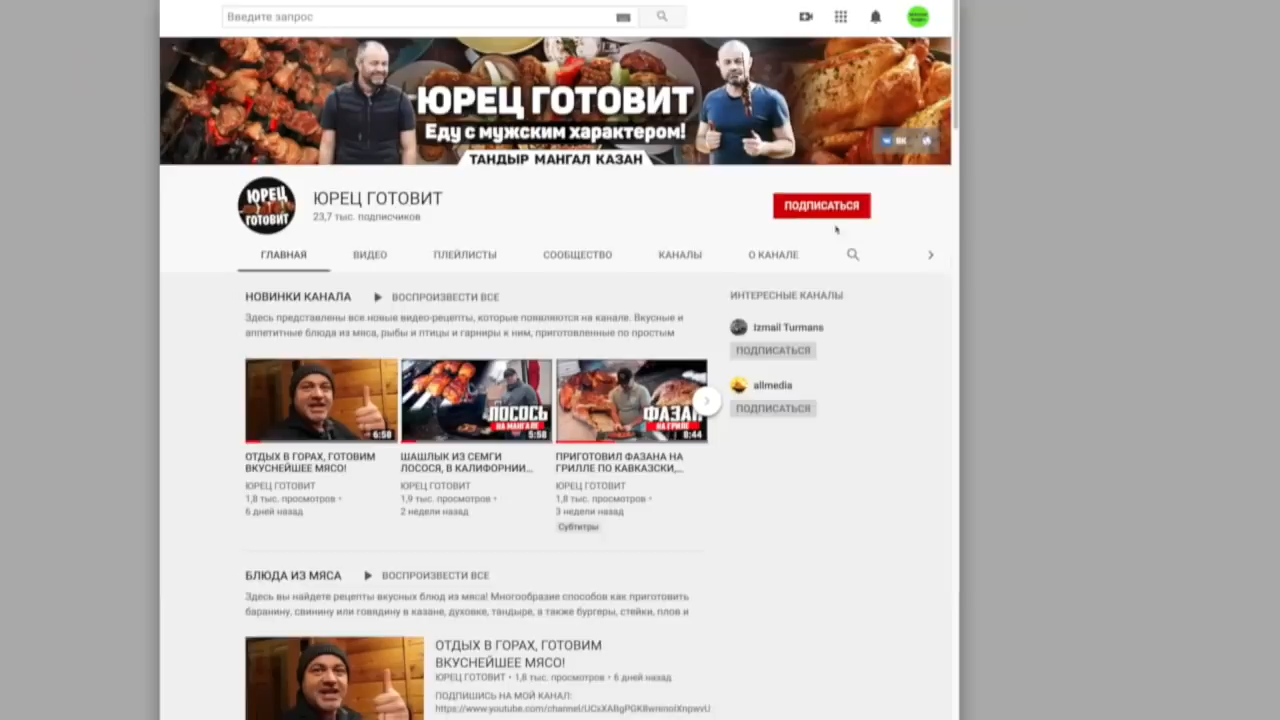 Введите запрос
ЮРЕЦ ГОТОВИТ
Еду с мужским характером!
ТАНДЫР МАНГАЛ КАЗАН
ВК
ЮРЕЦ
ГОТОВИТ
ЮРЕЦ ГОТОВИТ
23,7 тыс. подписчиков
ПОДПИСАТЬСЯ
ГЛАВНАЯ ВИДЕО ПЛЕЙЛИСТЫ СООБЩЕСТВО КАНАЛЫ О КАНАЛЕ
НОВИНКИ КАНАЛА ВОСПРОИЗВЕСТИ ВСЕ
Здесь представлены все новые видео-рецепты, которые появляются на канале. Вкусные и
аппетитные блюда из мяса, рыбы и птицы и гарниры к ним, приготовленные по простым
6:58
ЛОСОСЬ
НА МАНГАЛЕ
5:58
ФАЗАН
НА ГРИЛЕ
8:44
ОТДЫХ В ГОРАХ, ГОТОВИМ
ВКУСНЕЙШЕЕ МЯСО!
ЮРЕЦ ГОТОВИТ
1,8 тыс. просмотров •
6 дней назад
ШАШЛЫК ИЗ СЕМГИ
ЛОСОСЯ, В КАЛИФОРНИИ...
ЮРЕЦ ГОТОВИТ
1,9 тыс. просмотров •
2 недели назад
ПРИГОТОВИЛ ФАЗАНА НА
ГРИЛЛЕ ПО КАВКАЗСКИ,...
ЮРЕЦ ГОТОВИТ
1,8 тыс. просмотров •
3 недели назад
Субтитры
ИНТЕРЕСНЫЕ КАНАЛЫ
Izmail Turmans
ПОДПИСАТЬСЯ
allmedia
ПОДПИСАТЬСЯ
БЛЮДА ИЗ МЯСА ВОСПРОИЗВЕСТИ ВСЕ
Здесь вы найдете рецепты вкусных блюд из мяса! Многообразие способов как приготовить
баранину, свинину или говядину в казане, духовке, тандыре, а также бургеры, стейки, плов и
ОТДЫХ В ГОРАХ, ГОТОВИМ
ВКУСНЕЙШЕЕ МЯСО!
ЮРЕЦ ГОТОВИТ • 1,8 тыс. просмотров • 6 дней назад
ПОДПИШИСЬ НА МОЙ КАНАЛ: